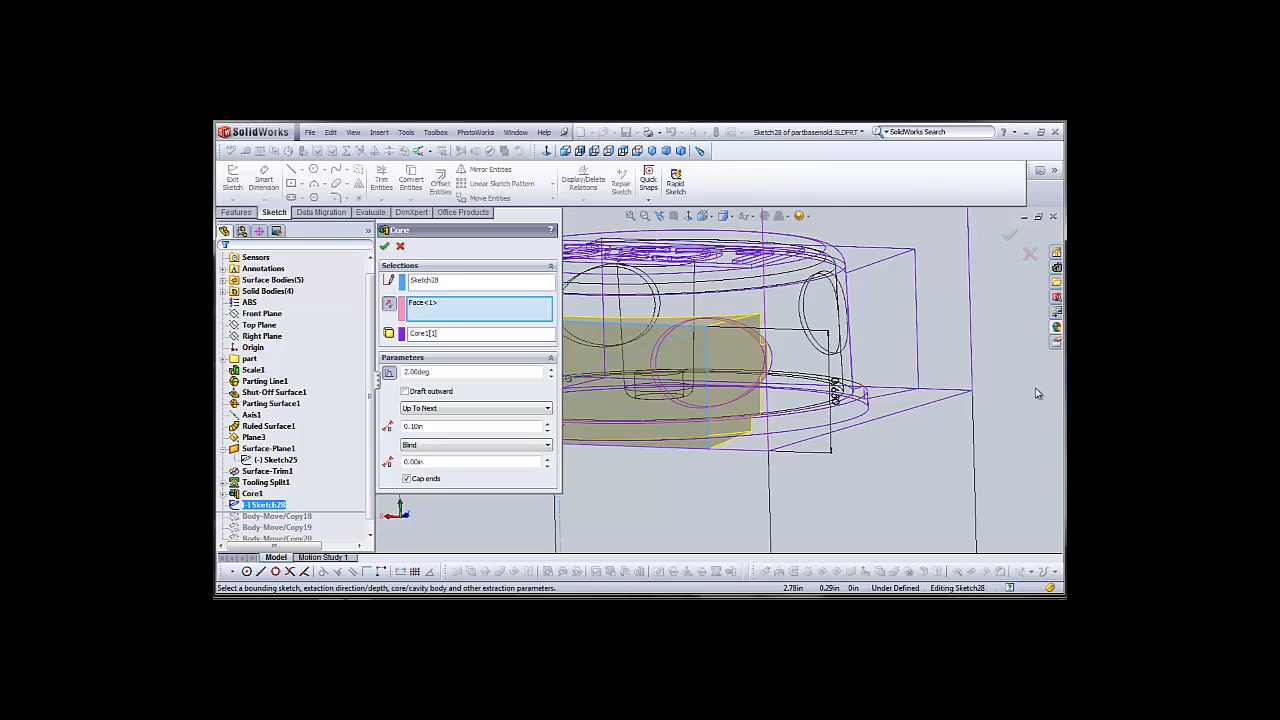 SolidWorks File Edit View Insert Tools Toolbox PhotoWorks Window Help Sketch28 of partbasemold.SLDPRT * SolidWorks Search
Exit Sketch Smart Dimension Trim Entities Convert Entities Offset Entities Mirror Entities Linear Sketch Pattern Move Entities Display/Delete Relations Repair Sketch Quick Snaps Rapid Sketch
Features Sketch Data Migration Evaluate DimXpert Office Products
Core ?
Sensors
Annotations
Surface Bodies(5)
Solid Bodies(4)
ABS
Front Plane
Top Plane
Right Plane
Origin
part
Scale1
Parting Line1
Shut-Off Surface1
Parting Surface1
Axis1
Ruled Surface1
Plane3
Surface-Plane1
(-) Sketch25
Surface-Trim1
Tooling Split1
Core1
(-) Sketch28
Body-Move/Copy18
Body-Move/Copy19
Body-Move/Copy20
Selections
Sketch28
Face<1>
Core1[1]
Parameters
2.00deg
Draft outward
Up To Next
0.10in
Blind
0.00in
Cap ends
Model Motion Study 1
Select a bounding sketch, extraction direction/depth, core/cavity body and other extraction parameters. 2.78in 0.29in 0in Under Defined Editing Sketch28